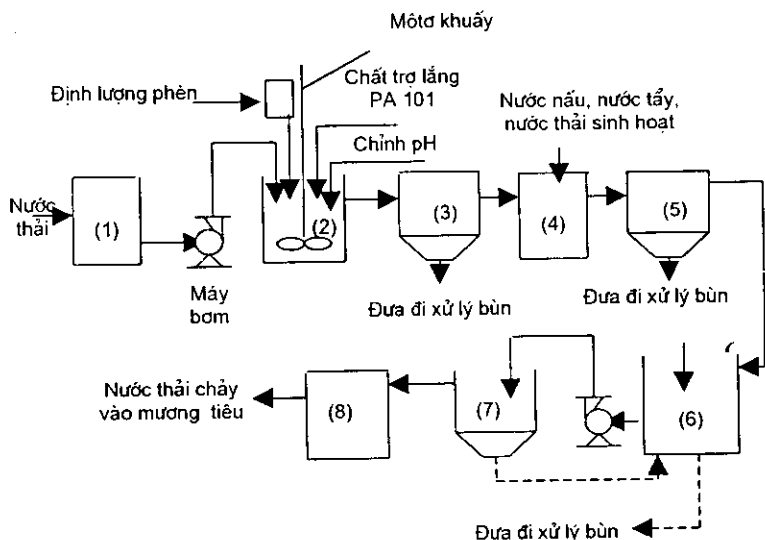 Môtơ khuấy
Định lượng phèn
Chất trợ lắng
PA 101
Chỉnh pH
Nước nấu, nước tẩy,
nước thải sinh hoạt
Nước
thải
(1)
Máy
bơm
(2)
(3)
Đưa đi xử lý bùn
(4)
(5)
Đưa đi xử lý bùn
Nước thải chảy
vào mương tiêu
(8)
(7)
(6)
Đưa đi xử lý bùn